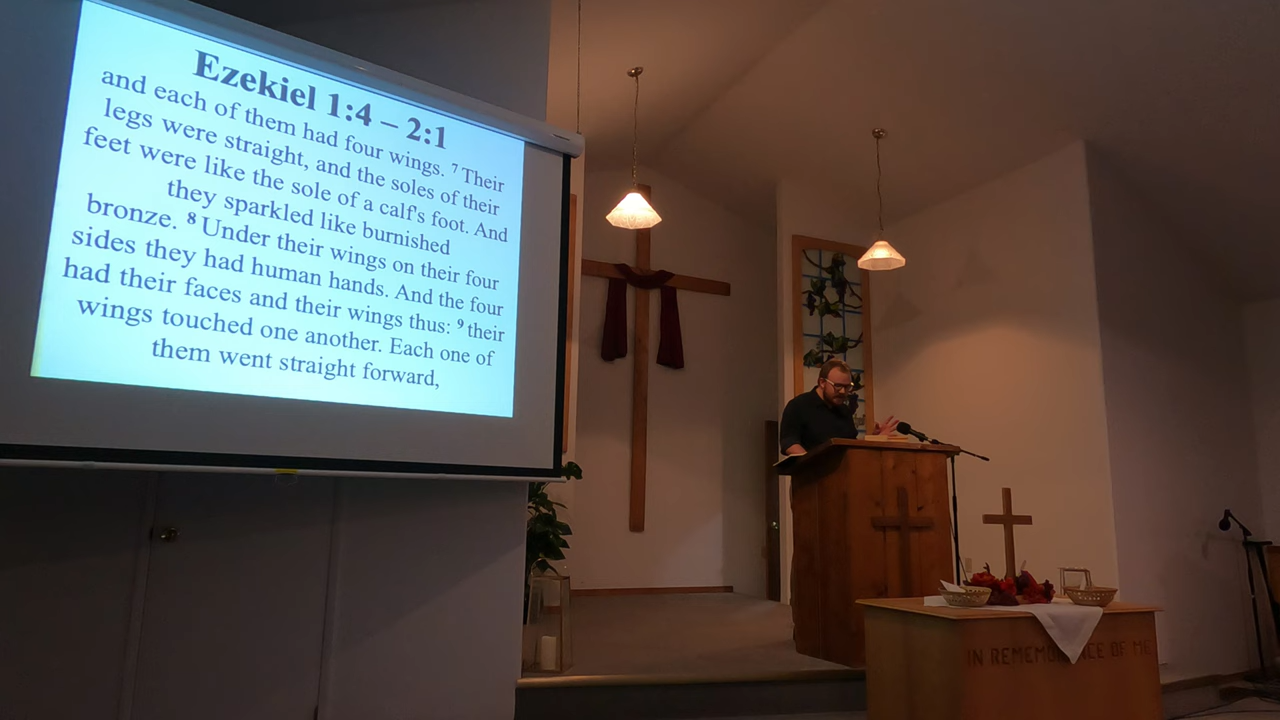 Ezekiel 1:4 – 2:1
and each of them had four wings. 7 Their
legs were straight, and the soles of their
feet were like the sole of a calf's foot. And
they sparkled like burnished
bronze. 8 Under their wings on their four
sides they had human hands. And the four
had their faces and their wings thus: 9 their
wings touched one another. Each one of
them went straight forward,
IN REMEM CE OF ME